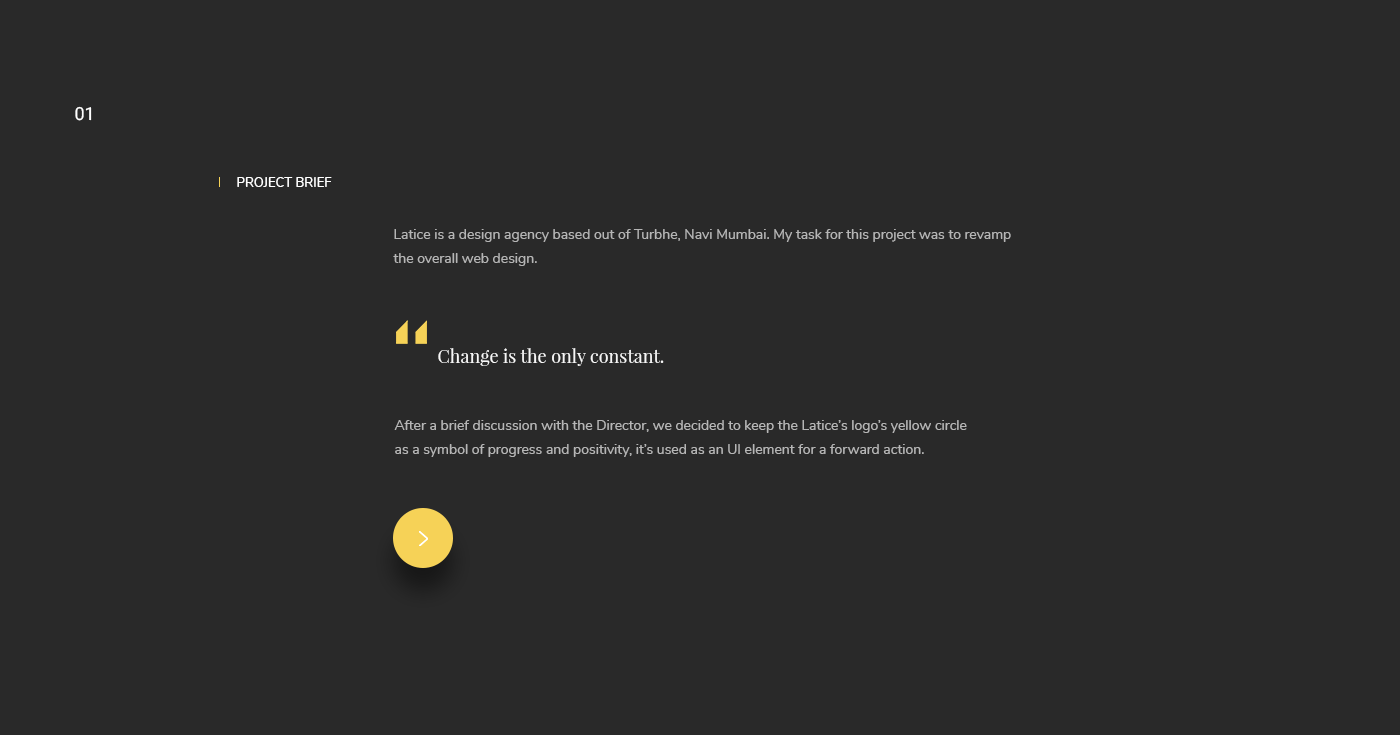 01
PROJECT BRIEF
Latice is a design agency based out of Turbhe, Navi Mumbai. My task for this project was to revamp
the overall web design.
“ Change is the only constant.
After a brief discussion with the Director, we decided to keep the Latice’s logo’s yellow circle
as a symbol of progress and positivity, it’s used as an UI element for a forward action.